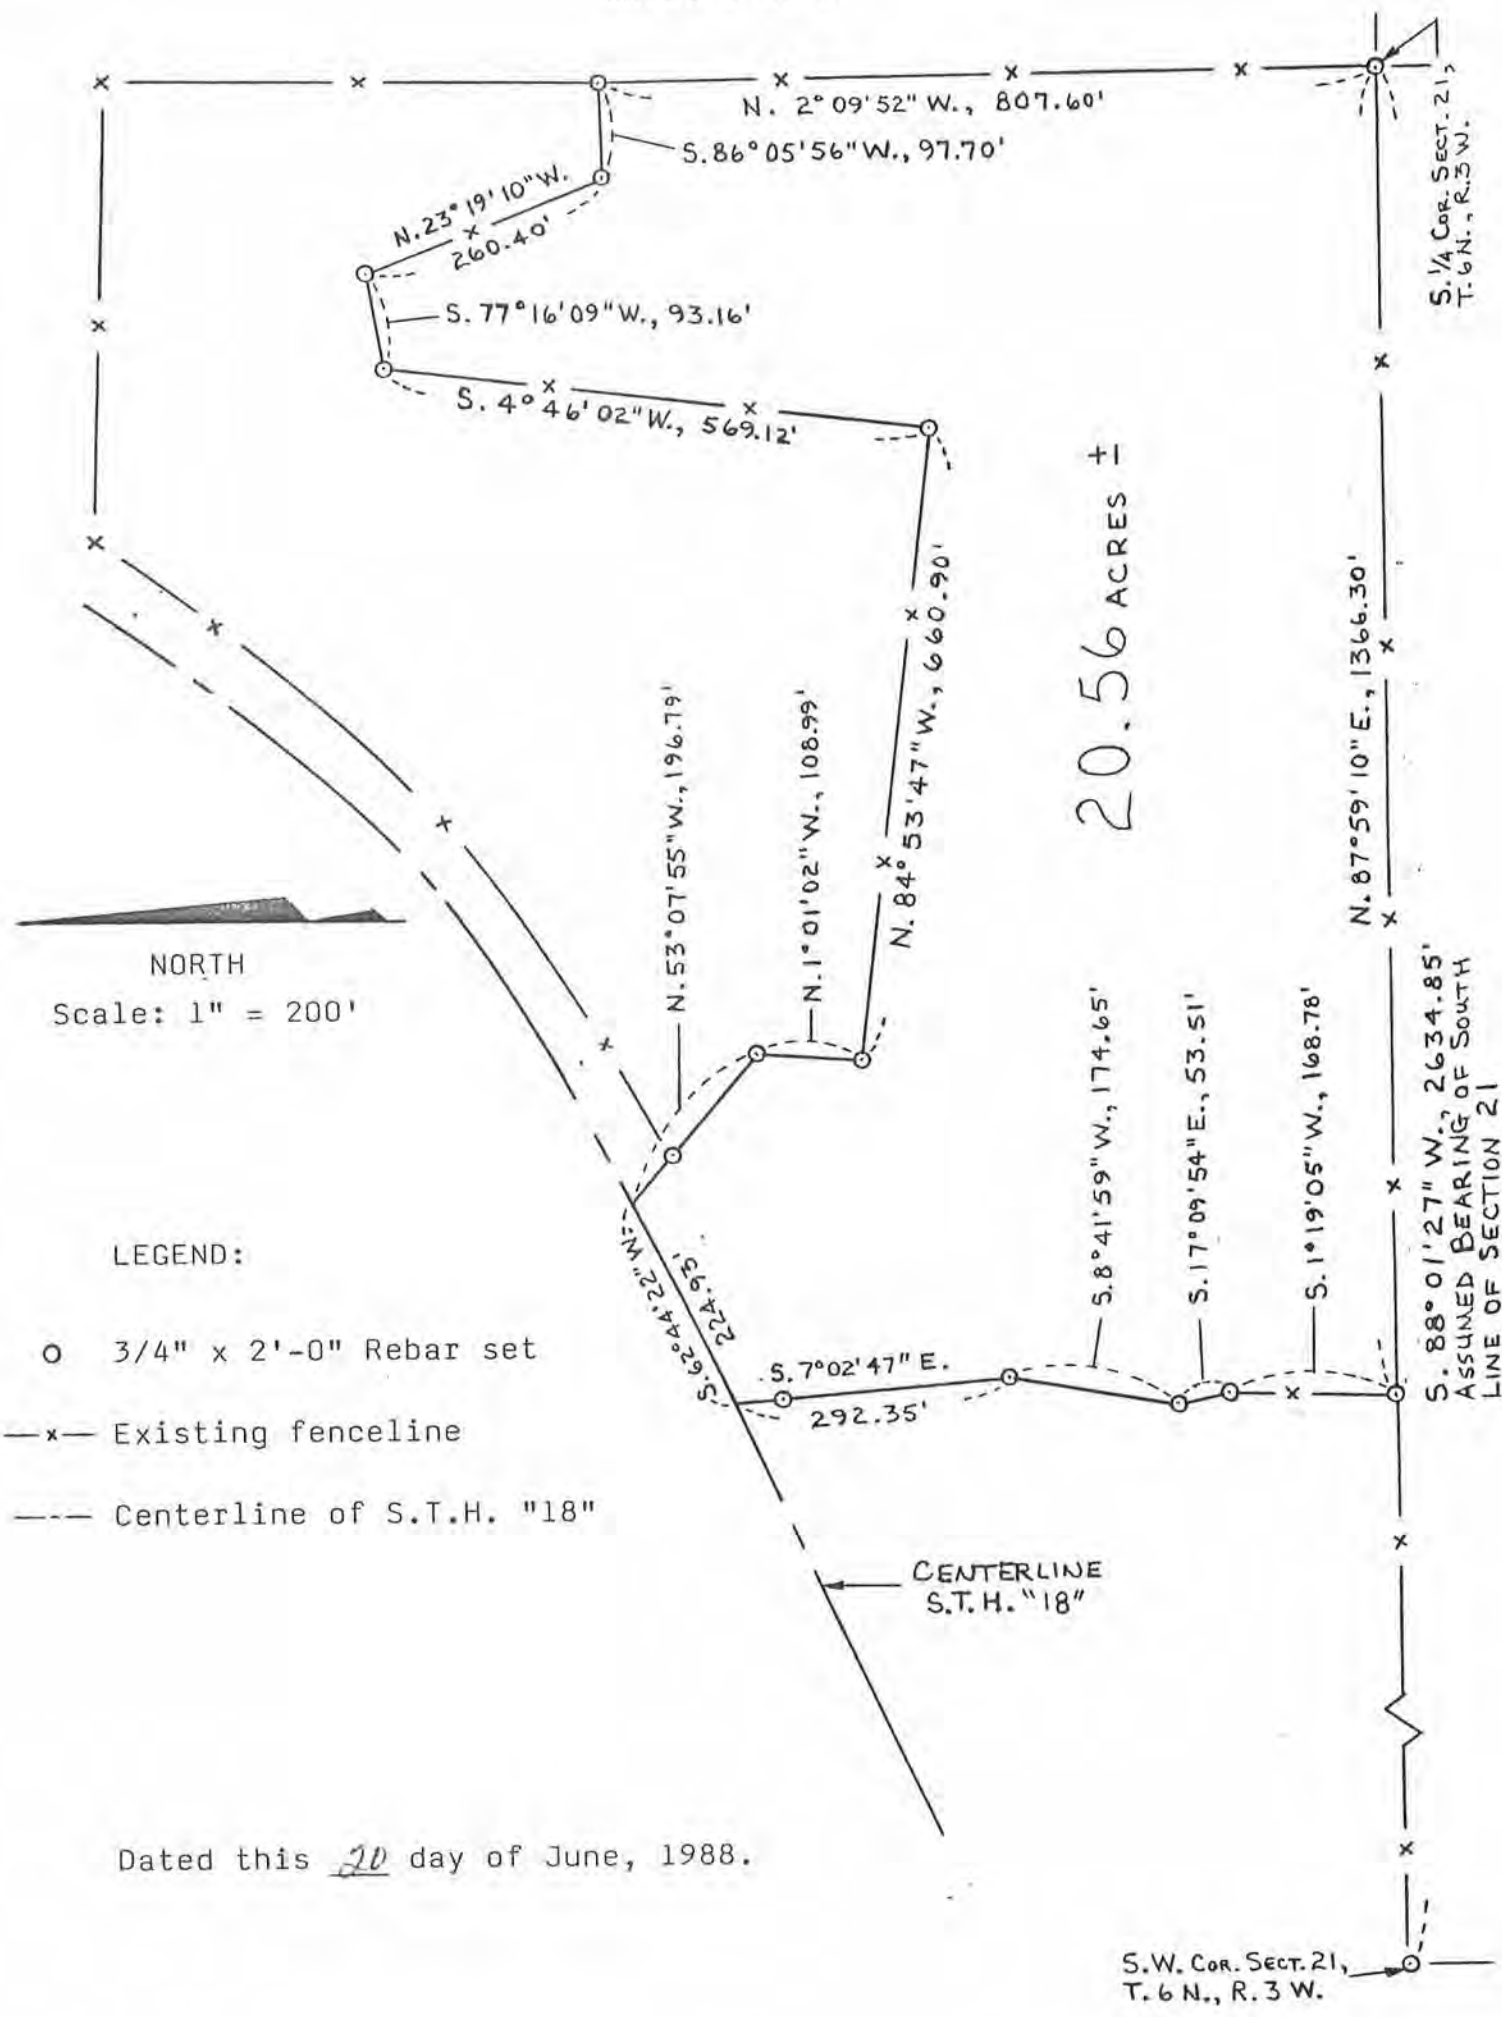 N. 2° 09' 52" W., 807.60'
S. 86° 05' 56" W., 97.70'
N. 23° 19' 10" W.
260.40'
S. 77° 16' 09" W., 93.16'
S. 4° 46' 02" W., 569.12'
S. 1/4 COR. SECT. 21,
T. 6 N., R. 3 W.
20.56 ACRES ±
N. 84° 53' 47" W., 660.90'
N. 87° 59' 10" E., 1366.30'
N. 53° 07' 55" W., 196.79'
N. 1° 01' 02" W., 108.99'
NORTH
Scale: 1" = 200'
S. 8° 41' 59" W., 174.65'
S. 17° 09' 54" E., 53.51'
S. 1° 19' 05" W., 168.78'
S. 88° 01' 27" W., 2634.85'
ASSUMED BEARING OF SOUTH
LINE OF SECTION 21
S. 62° 44' 22" W.
224.93'
S. 7° 02' 47" E.
292.35'
LEGEND:
O 3/4" x 2'-0" Rebar set
—x— Existing fenceline
—--— Centerline of S.T.H. "18"
CENTERLINE
S.T.H. "18"
Dated this 20 day of June, 1988.
S.W. COR. SECT. 21,
T. 6 N., R. 3 W.